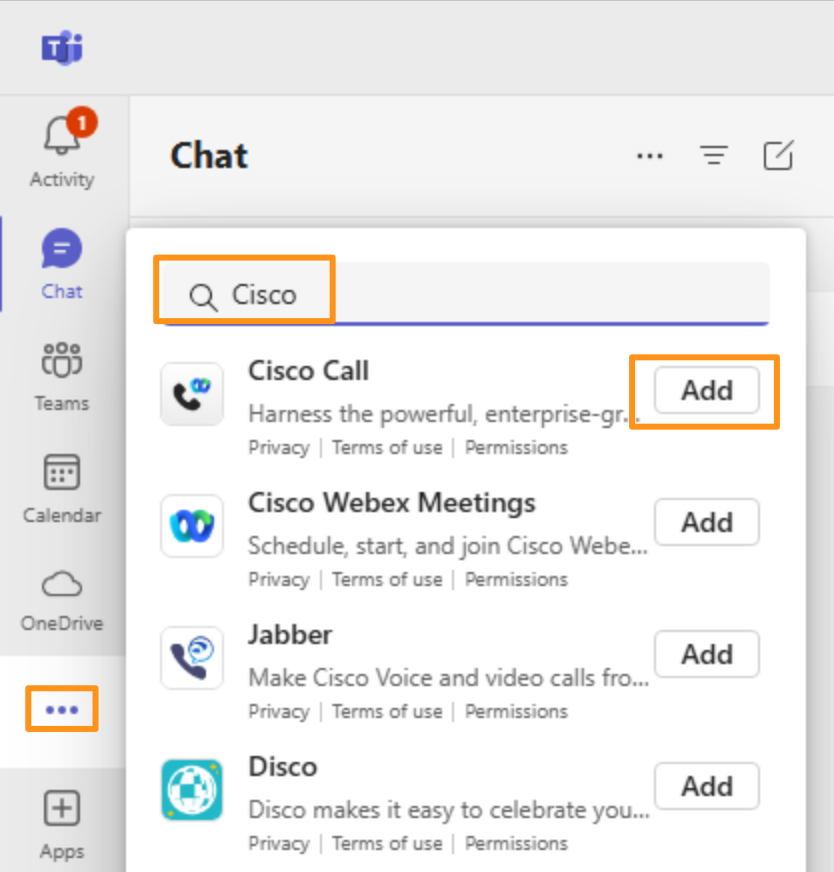 T
1
Activity
Chat
Chat
Teams
Calendar
OneDrive
Apps
Cisco
Cisco Call
Harness the powerful, enterprise-gr...
Add
Privacy | Terms of use | Permissions
Cisco Webex Meetings
Schedule, start, and join Cisco Webe...
Add
Privacy | Terms of use | Permissions
Jabber
Make Cisco Voice and video calls fro...
Add
Privacy | Terms of use | Permissions
Disco
Disco makes it easy to celebrate you...
Add
Privacy | Terms of use | Permissions